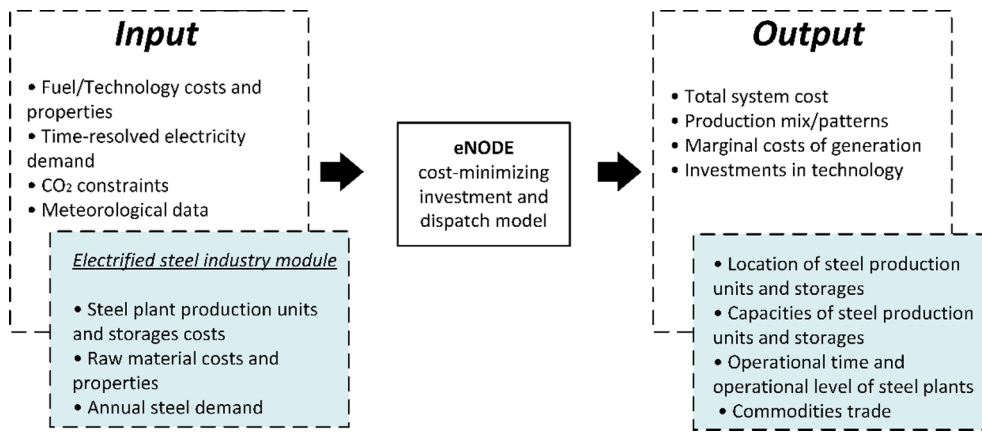 Input
• Fuel/Technology costs and
properties
• Time-resolved electricity
demand
• CO₂ constraints
• Meteorological data
Electrified steel industry module
• Steel plant production units
and storages costs
• Raw material costs and
properties
• Annual steel demand
eNODE
cost-minimizing
investment and
dispatch model
Output
• Total system cost
• Production mix/patterns
• Marginal costs of generation
• Investments in technology
• Location of steel production
units and storages
• Capacities of steel production
units and storages
• Operational time and
operational level of steel plants
• Commodities trade